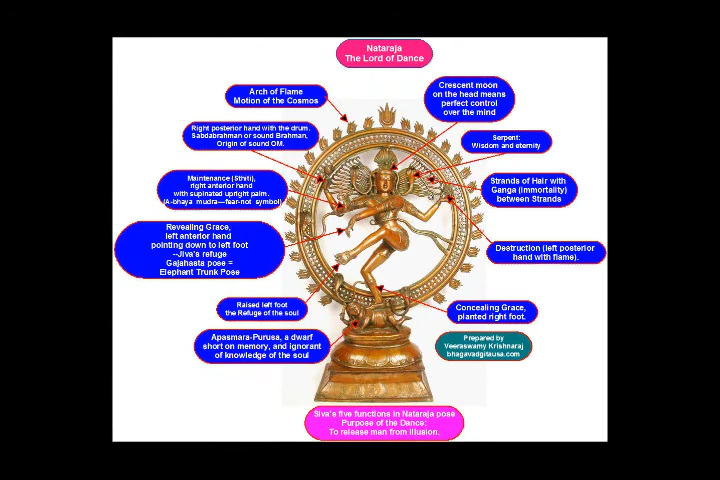 Nataraja
The Lord of Dance
Arch of Flame
Motion of the Cosmos
Crescent moon
on the head means
perfect control
over the mind
Right posterior hand with the drum.
Sabdabrahman or sound Brahman,
Origin of sound OM.
Serpent:
Wisdom and eternity
Maintenance (Sthiti),
right anterior hand
with supinated upright palm.
(A-bhaya mudra—fear-not symbol)
Strands of Hair with
Ganga (Immortality)
between Strands
Revealing Grace,
left anterior hand
pointing down to left foot
--Jiva's refuge
Gajahasta pose =
Elephant Trunk Pose
Destruction (left posterior
hand with flame).
Raised left foot
the Refuge of the soul
Concealing Grace,
planted right foot.
Apasmara-Purusa, a dwarf
short on memory, and ignorant
of knowledge of the soul
Prepared by
Veeraswamy Krishnaraj
bhagavadgitausa.com
Siva's five functions in Nataraja pose
Purpose of the Dance:
To release man from Illusion.